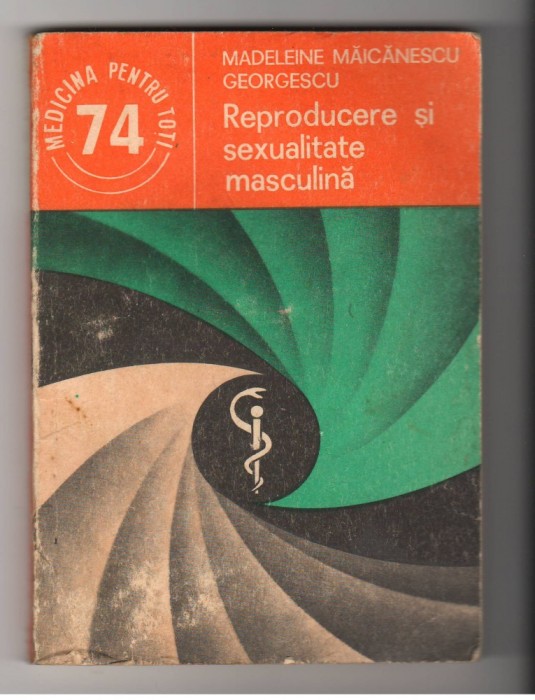 MEDICINA PENTRU TOȚI
74
MADELEINE MĂICĂNESCU
GEORGESCU
Reproducere și
sexualitate
masculină